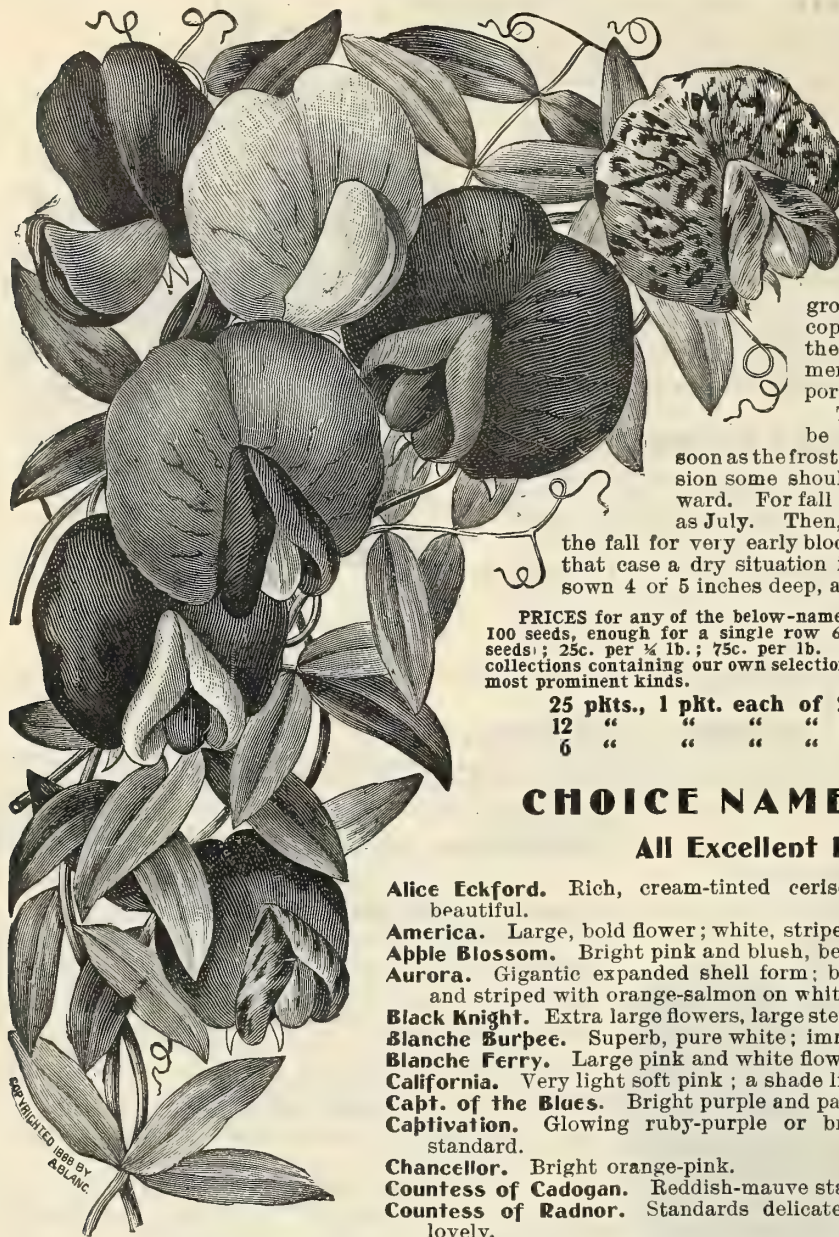 gro
cop
the
mer
por
be
soon as the frost
sion some shoul
ward. For fall
as July. Then,
the fall for very early bloo
that case a dry situation
sown 4 or 5 inches deep, a
PRICES for any of the below-name
100 seeds, enough for a single row 6
seeds; 25c. per ¼ lb.; 75c. per lb.
collections containing our own selection
most prominent kinds.
25 pkts., 1 pkt. each of
12 " " " "
6 " " " "
CHOICE NAME
All Excellent
Alice Eckford. Rich, cream-tinted ceris
beautiful.
America. Large, bold flower; white, stripe
Apple Blossom. Bright pink and blush, be
Aurora. Gigantic expanded shell form; b
and striped with orange-salmon on whit
Black Knight. Extra large flowers, large ste
Blanche Burpee. Superb, pure white; imm
Blanche Ferry. Large pink and white flow
California. Very light soft pink; a shade li
Capt. of the Blues. Bright purple and pa
Captivation. Glowing ruby-purple or br
standard.
Chancellor. Bright orange-pink.
Countess of Cadogan. Reddish-mauve sta
Countess of Radnor. Standards delicate
lovely.
COPYRIGHTED 1888 BY
A.BLANC.